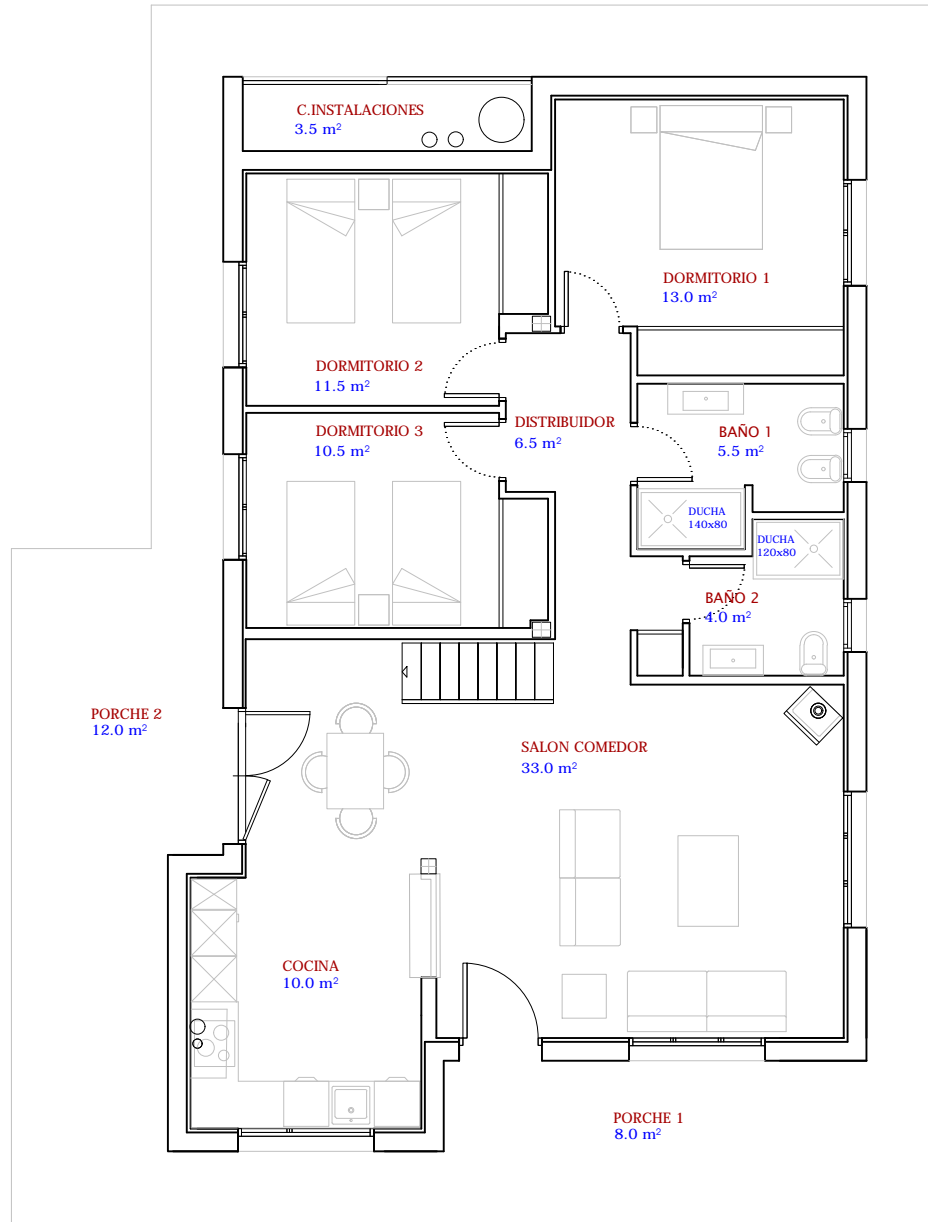 C.INSTALACIONES
3.5 m²
DORMITORIO 1
13.0 m²
DORMITORIO 2
11.5 m²
DORMITORIO 3
10.5 m²
DISTRIBUIDOR
6.5 m²
BAÑO 1
5.5 m²
DUCHA
140x80
DUCHA
120x80
BAÑO 2
4.0 m²
PORCHE 2
12.0 m²
SALON COMEDOR
33.0 m²
COCINA
10.0 m²
PORCHE 1
8.0 m²